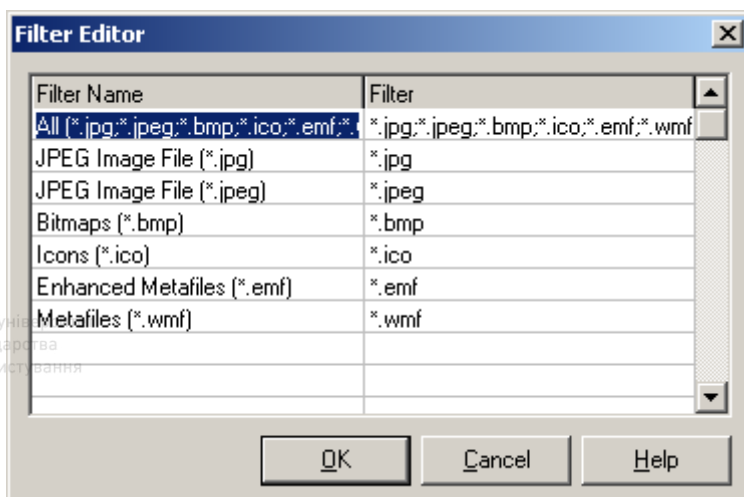 Filter Editor
Filter Name Filter
All (*.jpg;*.jpeg;*.bmp;*.ico;*.emf;*. *.jpg;*.jpeg;*.bmp;*.ico;*.emf;*.wmf
JPEG Image File (*.jpg) *.jpg
JPEG Image File (*.jpeg) *.jpeg
Bitmaps (*.bmp) *.bmp
Icons (*.ico) *.ico
Enhanced Metafiles (*.emf) *.emf
Metafiles (*.wmf) *.wmf
OK Cancel Help